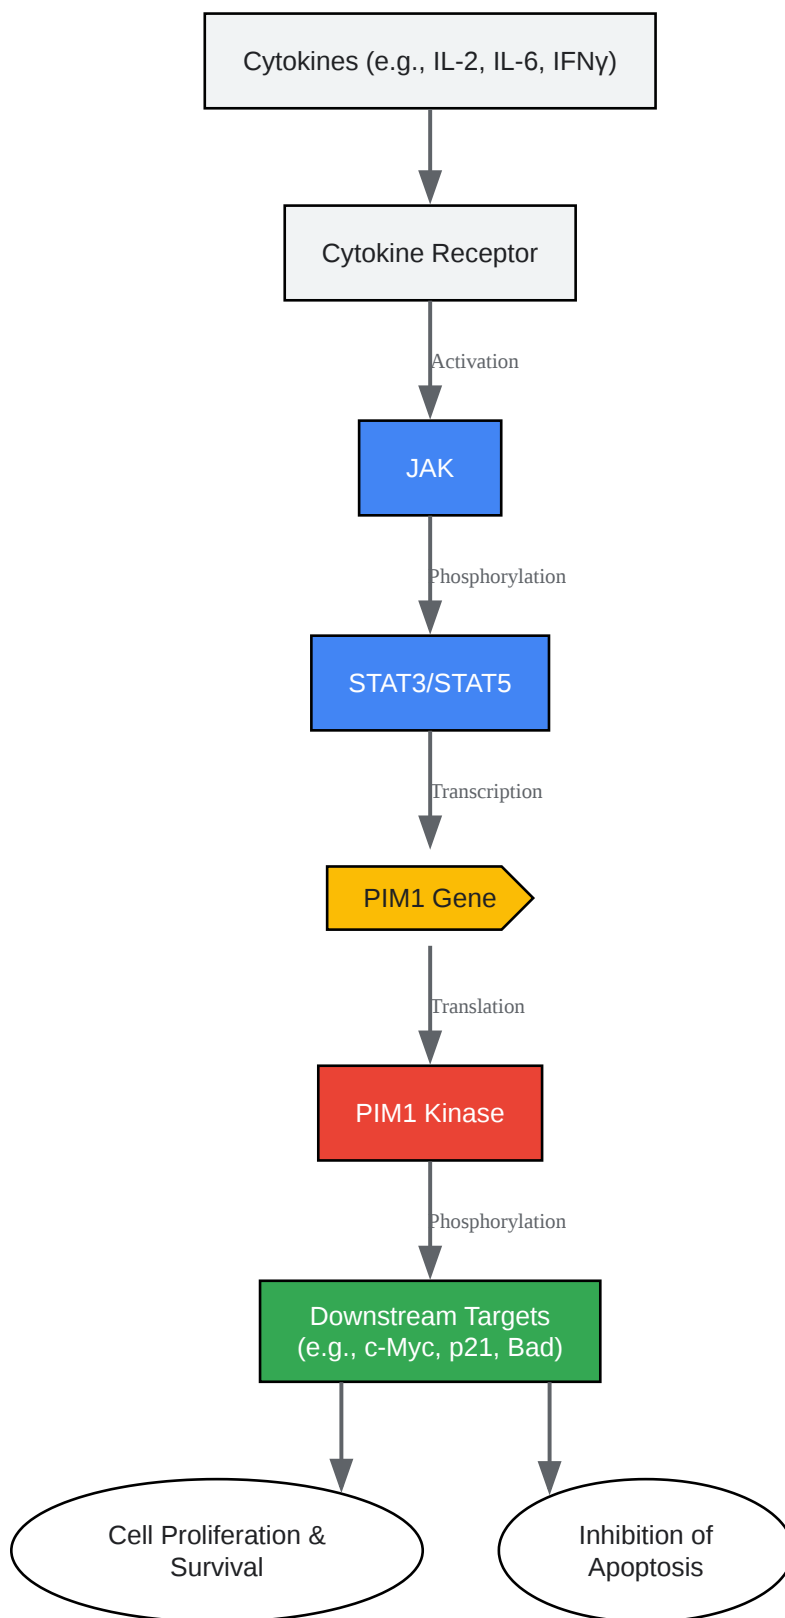 Cytokines (e.g., IL-2, IL-6, IFNγ)
Cytokine Receptor
Activation
JAK
Phosphorylation
STAT3/STAT5
Transcription
PIM1 Gene
Translation
PIM1 Kinase
Phosphorylation
Downstream Targets
(e.g., c-Myc, p21, Bad)
Cell Proliferation &
Survival
Inhibition of
Apoptosis